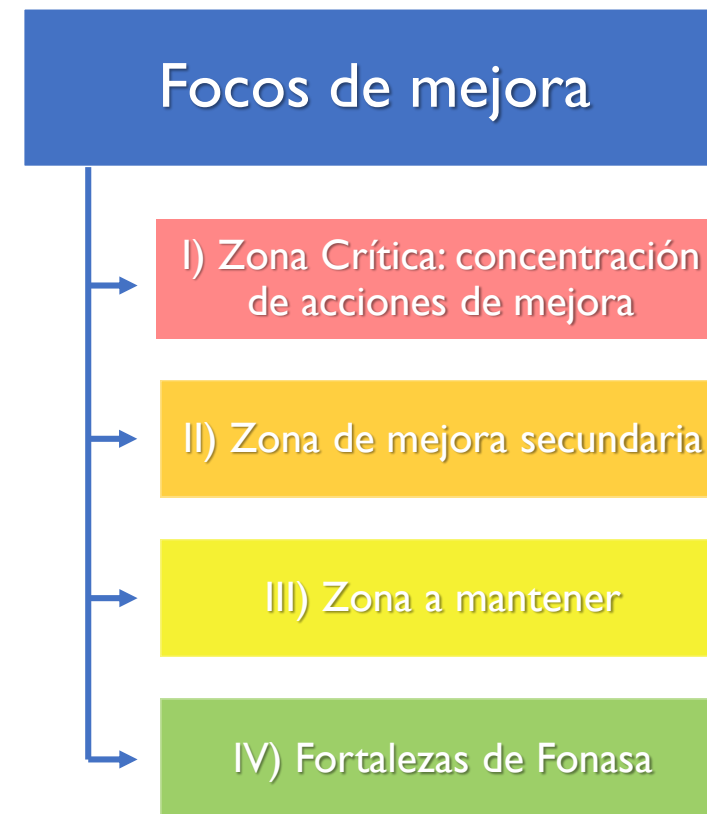 Focos de mejora
I) Zona Crítica: concentración
de acciones de mejora
II) Zona de mejora secundaria
III) Zona a mantener
IV) Fortalezas de Fonasa